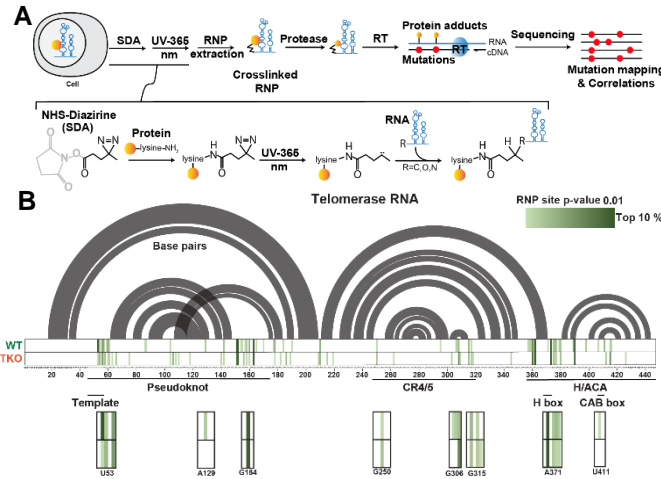 A
SDA
UV-365
nm
RNP
extraction
Protease
RT
Protein adducts
RNA
cDNA
RT
Mutations
Sequencing
Cell
Crosslinked
RNP
Mutation mapping
& Correlations
NHS-Diazirine
(SDA)
Protein
lysine-NH₂
UV-365
nm
RNA
R=C,O,N
lysine
lysine
lysine
O
O
O
N
O
N=N
O
H
N
N=N
O
H
N
R
O
H
N
R
H
B
Telomerase RNA
RNP site p-value 0.01
Top 10 %
Base pairs
WT
TKO
20 40 60 80 100 120 140 160 180 200 220 240 260 280 300 320 340 360 380 400 420 440
Pseudoknot
CR4/5
H/ACA
Template
H box
CAB box
U53
A129
G164
G250
G306
G315
A371
U411